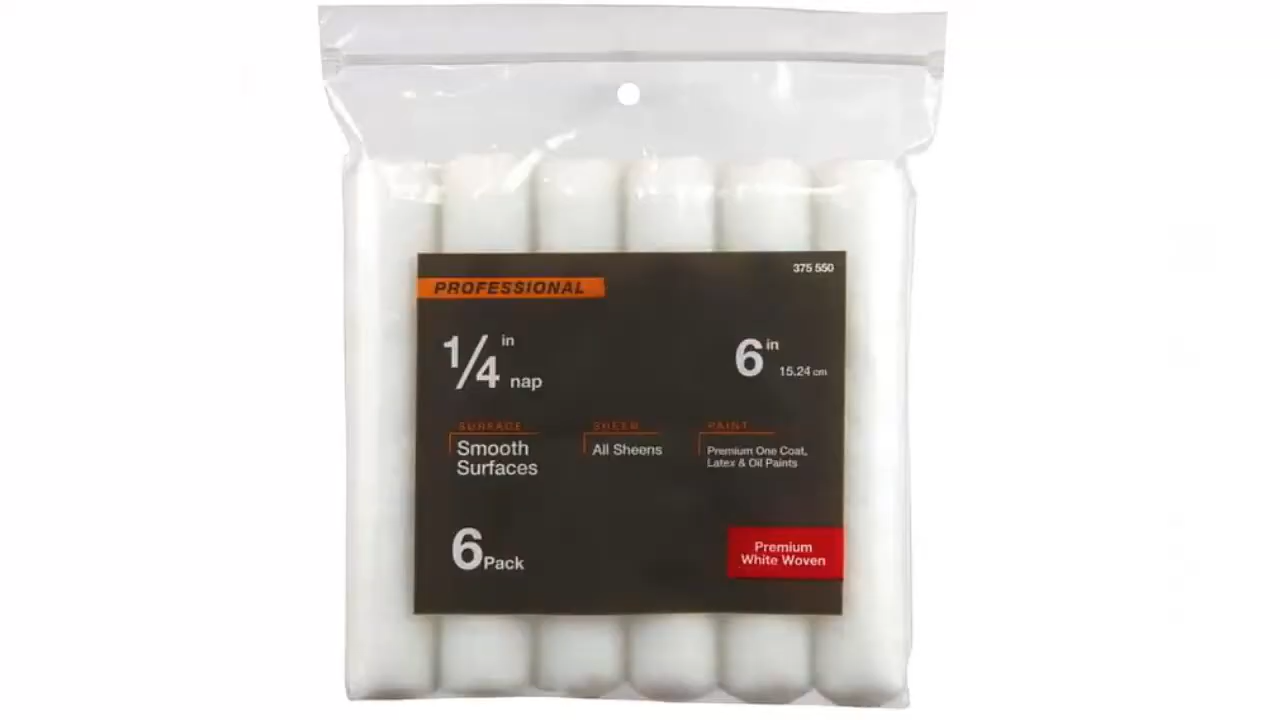 375 550
PROFESSIONAL
1/4 in nap
6 in 15.24 cm
SURFACE
Smooth
Surfaces
SHEEN
All Sheens
PAINT
Premium One Coat,
Latex & Oil Paints
6 Pack
Premium
White Woven